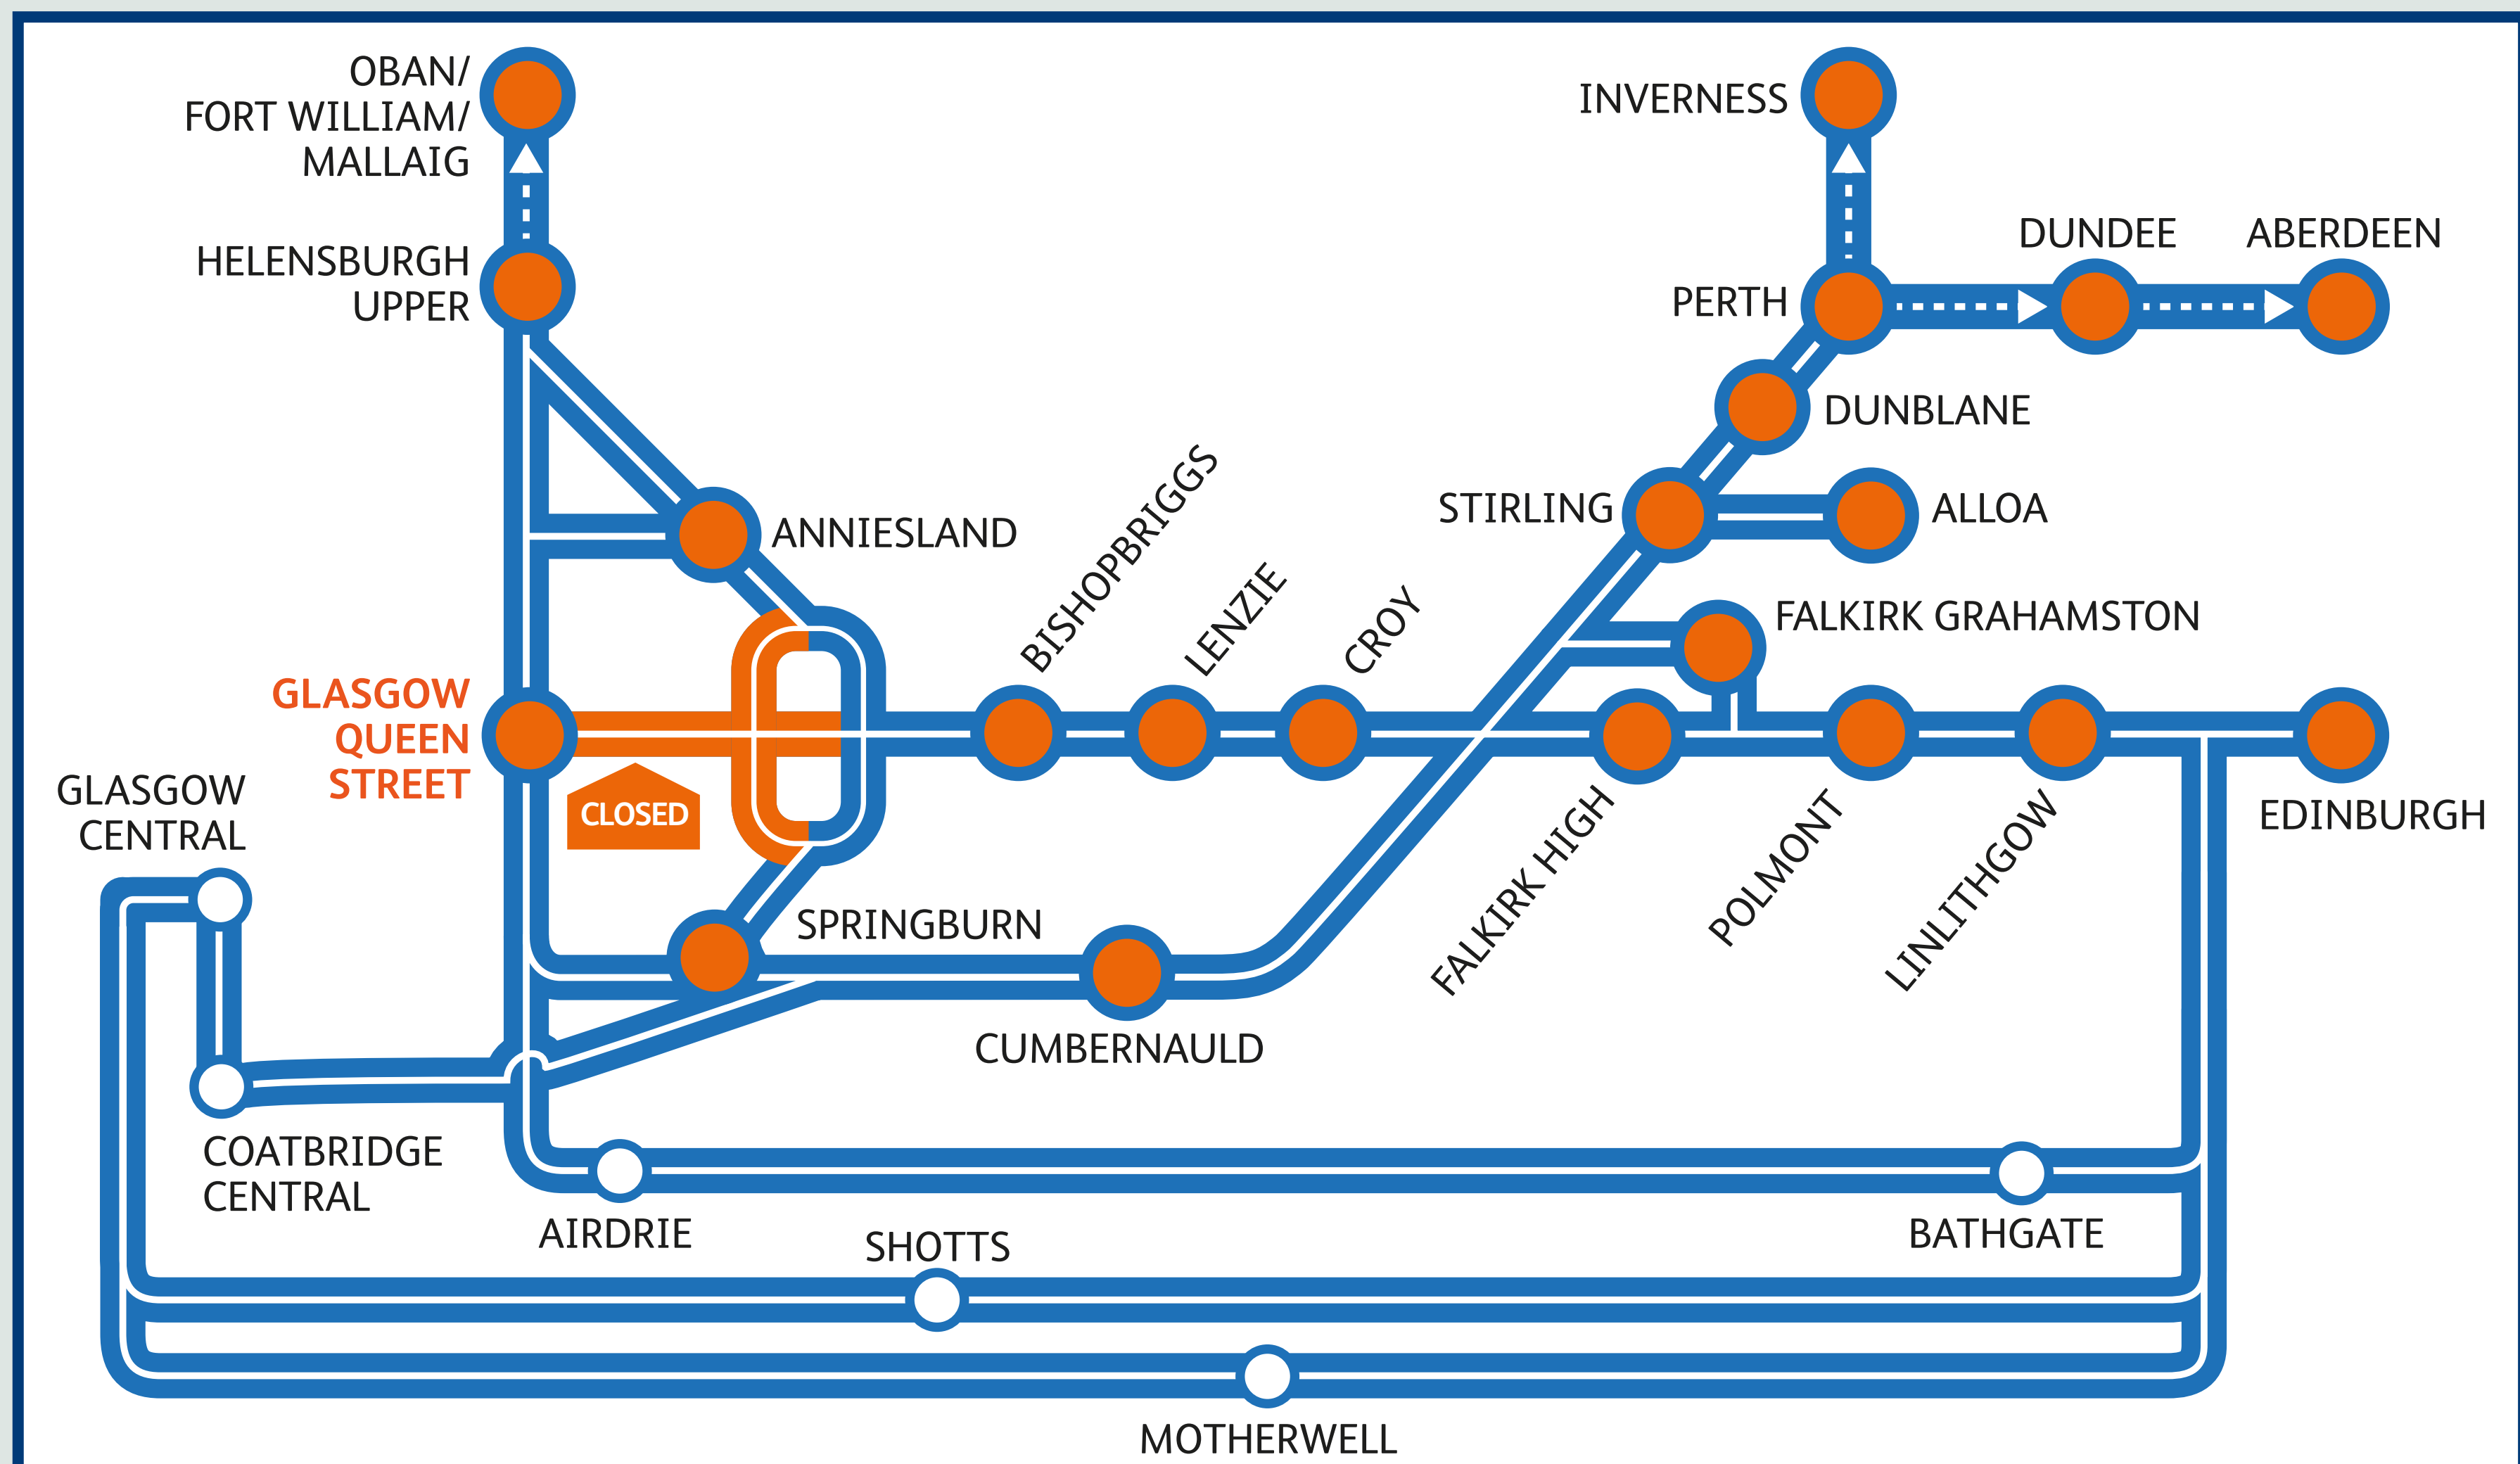 OBAN/
FORT WILLIAM/
MALLAIG
INVERNESS
HELENSBURGH
UPPER
DUNDEE
ABERDEEN
PERTH
DUNBLANE
ANNIESLAND
BISHOPBRIGGS
LENZIE
CROY
STIRLING
ALLOA
FALKIRK GRAHAMSTON
GLASGOW
QUEEN
STREET
CLOSED
GLASGOW
CENTRAL
EDINBURGH
FALKIRK HIGH
POLMONT
LINLITHGOW
SPRINGBURN
CUMBERNAULD
COATBRIDGE
CENTRAL
AIRDRIE
BATHGATE
SHOTTS
MOTHERWELL